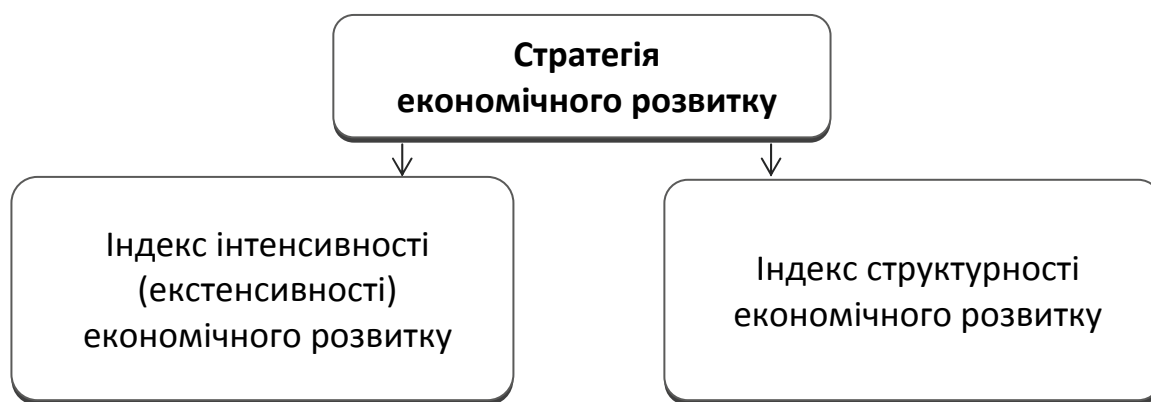 Стратегія
економічного розвитку
Індекс інтенсивності
(екстенсивності)
економічного розвитку
Індекс структурності
економічного розвитку